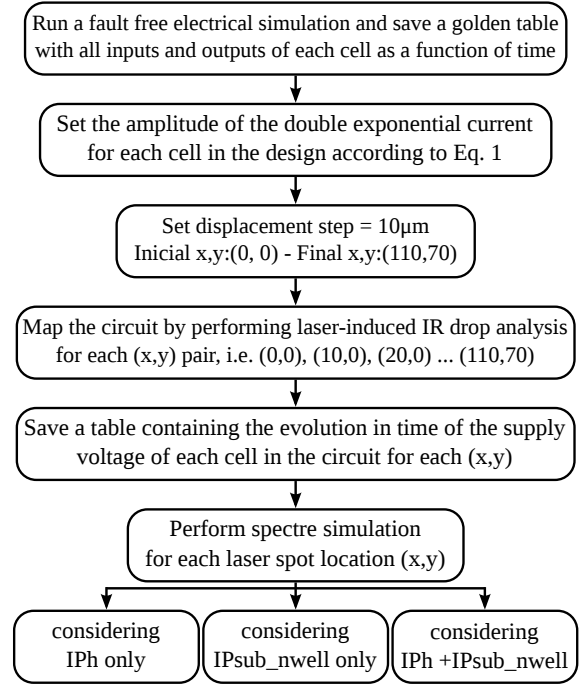 Run a fault free electrical simulation and save a golden table
with all inputs and outputs of each cell as a function of time
Set the amplitude of the double exponential current
for each cell in the design according to Eq. 1
Set displacement step = 10μm
Inicial x,y:(0, 0) - Final x,y:(110,70)
Map the circuit by performing laser-induced IR drop analysis
for each (x,y) pair, i.e. (0,0), (10,0), (20,0) ... (110,70)
Save a table containing the evolution in time of the supply
voltage of each cell in the circuit for each (x,y)
Perform spectre simulation
for each laser spot location (x,y)
considering
IPh only
considering
IPsub_nwell only
considering
IPh +IPsub_nwell